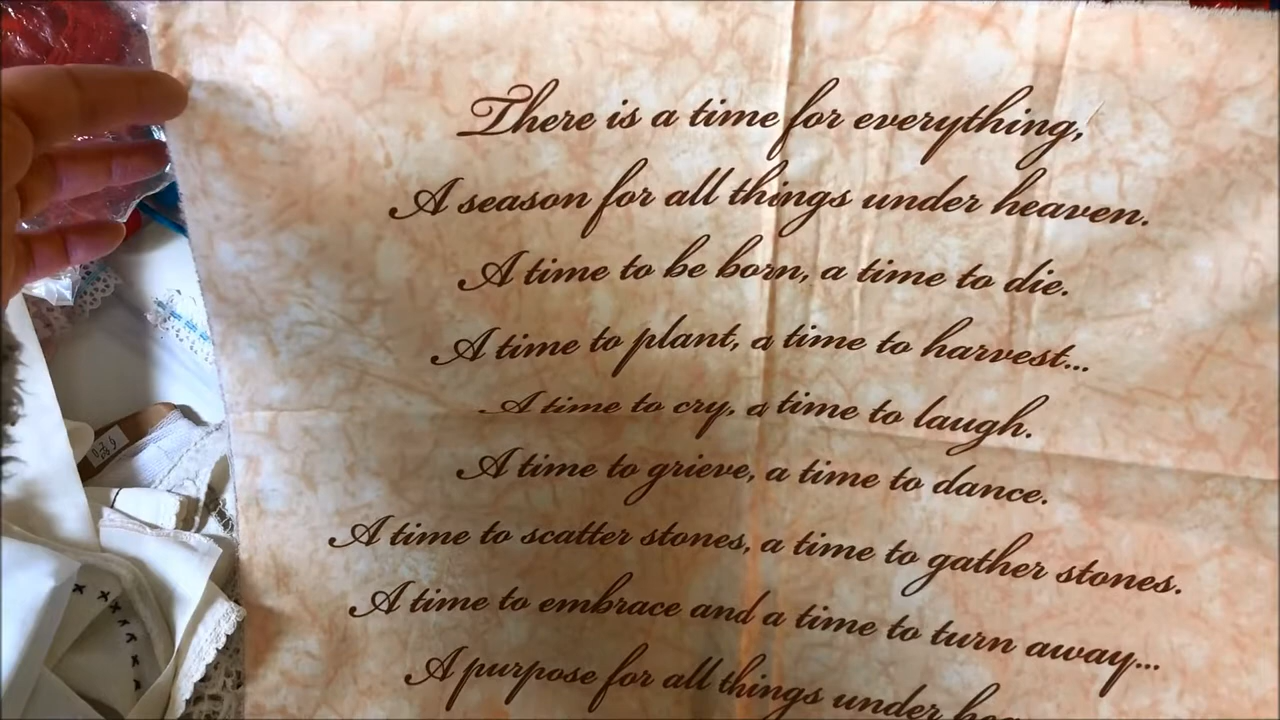 There is a time for everything,
A season for all things under heaven.
A time to be born, a time to die.
A time to plant, a time to harvest...
A time to cry, a time to laugh.
A time to grieve, a time to dance.
A time to scatter stones, a time to gather stones.
A time to embrace and a time to turn away...
A purpose for all things under